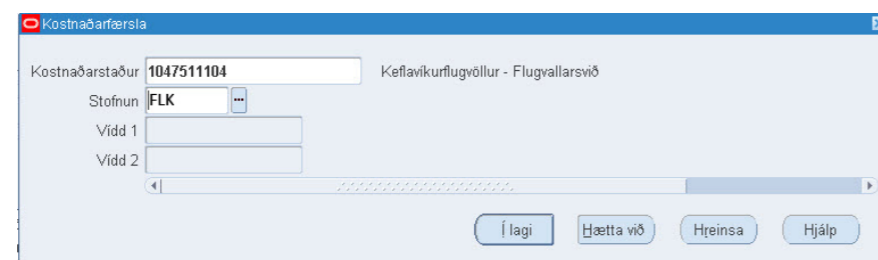 Kostnaðarfærsla
Kostnaðarstaður 1047511104 Keflavíkurflugvöllur - Flugvallarsvið
Stofnun FLK ...
Vídd 1
Vídd 2
Í lagi Hætta við Hreinsa Hjálp